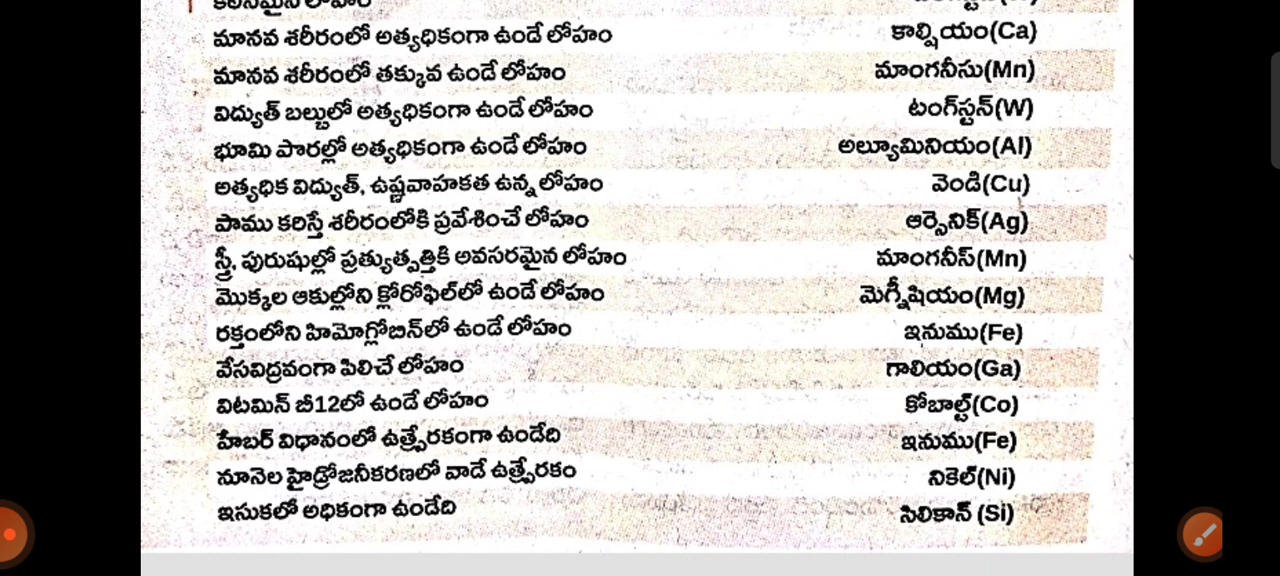 మానవ శరీరంలో అత్యధికంగా ఉండే లోహం కాల్షియం(Ca)
మానవ శరీరంలో తక్కువ ఉండే లోహం మాంగనీసు(Mn)
విద్యుత్ బల్బులో అత్యధికంగా ఉండే లోహం టంగ్‌స్టన్(W)
భూమి పొరల్లో అత్యధికంగా ఉండే లోహం అల్యూమినియం(Al)
అత్యధిక విద్యుత్, ఉష్ణవాహకత ఉన్న లోహం వెండి(Cu)
పాము కరిస్తే శరీరంలోకి ప్రవేశించే లోహం ఆర్సెనిక్(Ag)
స్త్రీ, పురుషుల్లో ప్రత్యుత్పత్తికి అవసరమైన లోహం మాంగనీస్(Mn)
మొక్కల ఆకుల్లోని క్లోరోఫిల్‌లో ఉండే లోహం మెగ్నీషియం(Mg)
రక్తంలోని హిమోగ్లోబిన్‌లో ఉండే లోహం ఇనుము(Fe)
వేసవిద్రవంగా పిలిచే లోహం గాలియం(Ga)
విటమిన్ బీ12లో ఉండే లోహం కోబాల్ట్(Co)
హేబర్ విధానంలో ఉత్ప్రేరకంగా ఉండేది ఇనుము(Fe)
నూనెల హైడ్రోజనీకరణలో వాడే ఉత్ప్రేరకం నికెల్(Ni)
ఇసుకలో అధికంగా ఉండేది సిలికాన్ (Si)